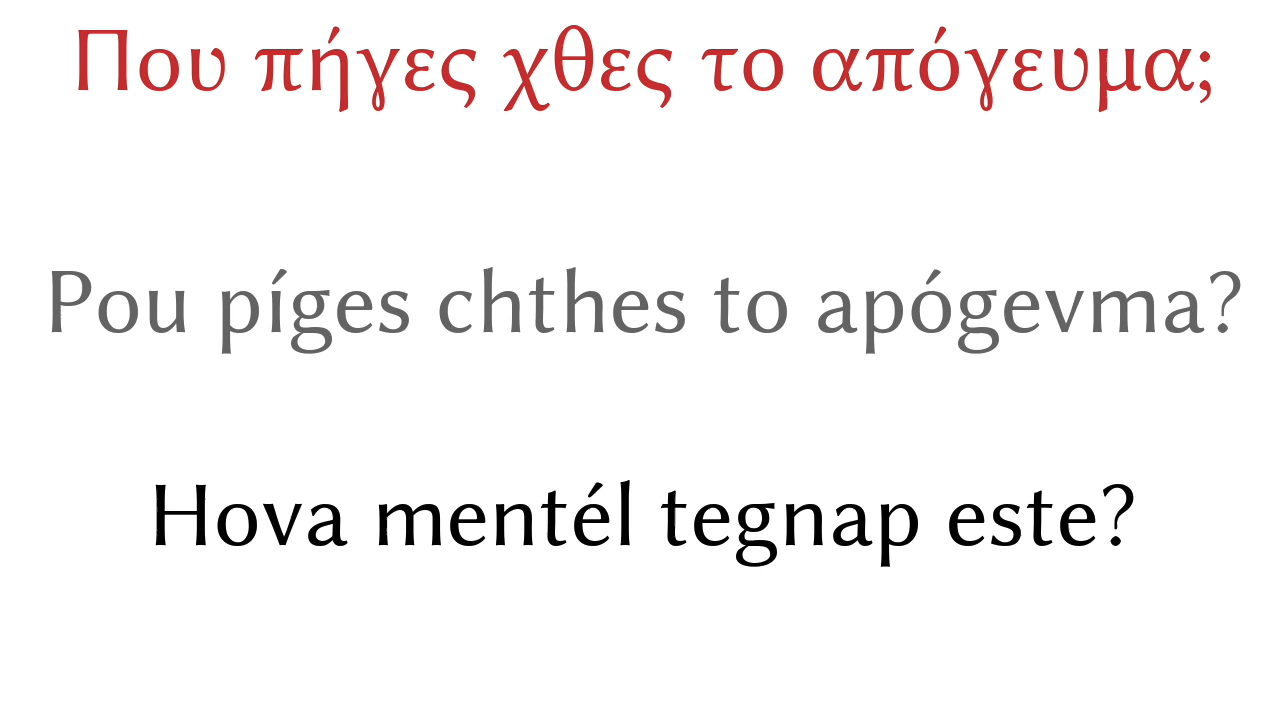 Που πήγες χθες το απόγευμα;
Pou píges chthes to apógevma?
Hova mentél tegnap este?